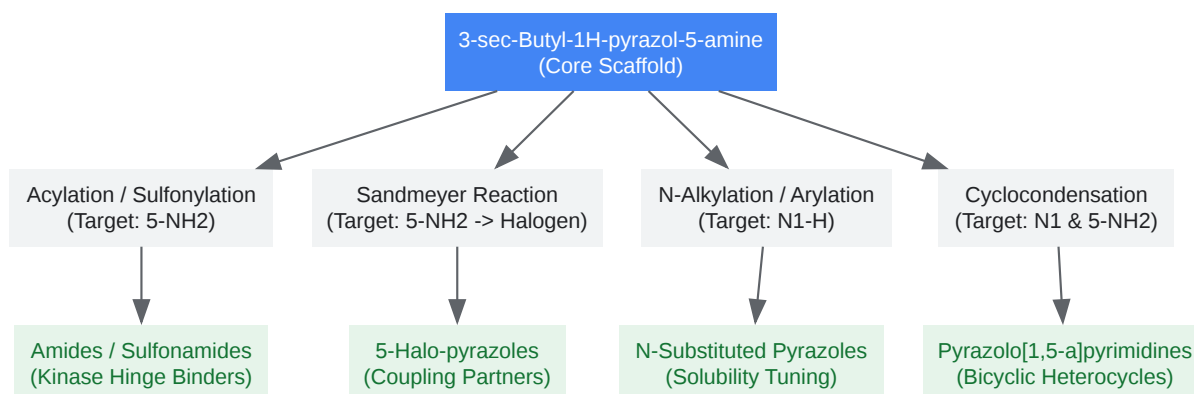 3-sec-Butyl-1H-pyrazol-5-amine
(Core Scaffold)
Acylation / Sulfonylation
(Target: 5-NH2)
Sandmeyer Reaction
(Target: 5-NH2 -> Halogen)
N-Alkylation / Arylation
(Target: N1-H)
Cyclocondensation
(Target: N1 & 5-NH2)
Amides / Sulfonamides
(Kinase Hinge Binders)
5-Halo-pyrazoles
(Coupling Partners)
N-Substituted Pyrazoles
(Solubility Tuning)
Pyrazolo[1,5-a]pyrimidines
(Bicyclic Heterocycles)